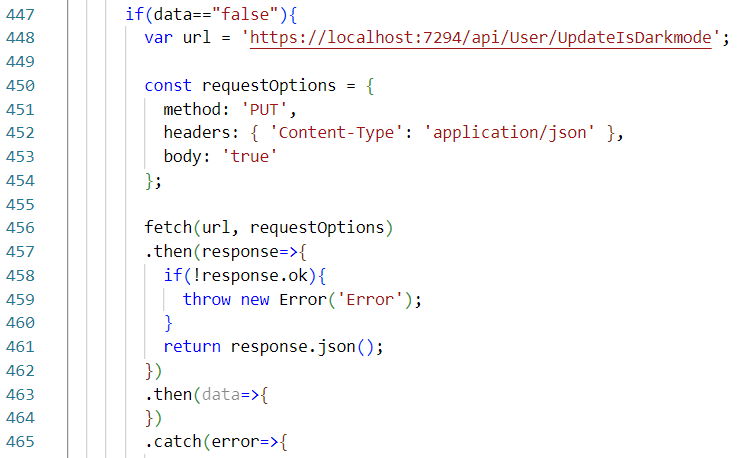 447 if(data=="false"){
448 var url = 'https://localhost:7294/api/User/UpdateIsDarkmode';
449
450 const requestOptions = {
451 method: 'PUT',
452 headers: { 'Content-Type': 'application/json' },
453 body: 'true'
454 };
455
456 fetch(url, requestOptions)
457 .then(response=>{
458 if(!response.ok){
459 throw new Error('Error');
460 }
461 return response.json();
462 })
463 .then(data=>{
464 })
465 .catch(error=>{